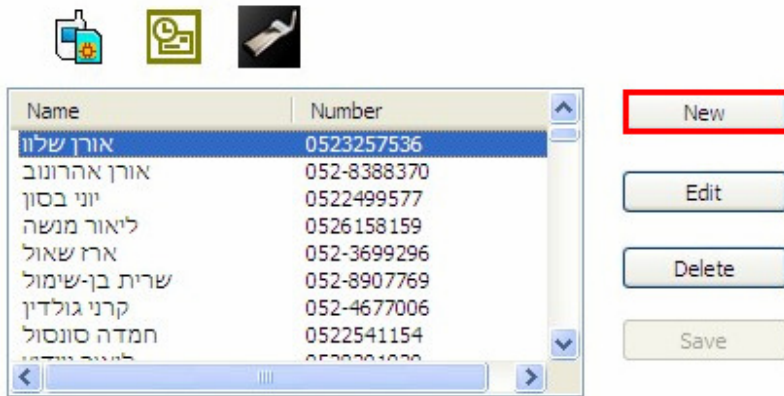 Name Number
אורן שלוו 0523257536
אורן אהרונוב 052-8388370
יוני בסון 0522499577
ליאור מנשה 0526158159
ארז שאול 052-3699296
שרית בן-שימול 052-8907769
קרני גולדין 052-4677006
חמדה סונסול 0522541154
New
Edit
Delete
Save